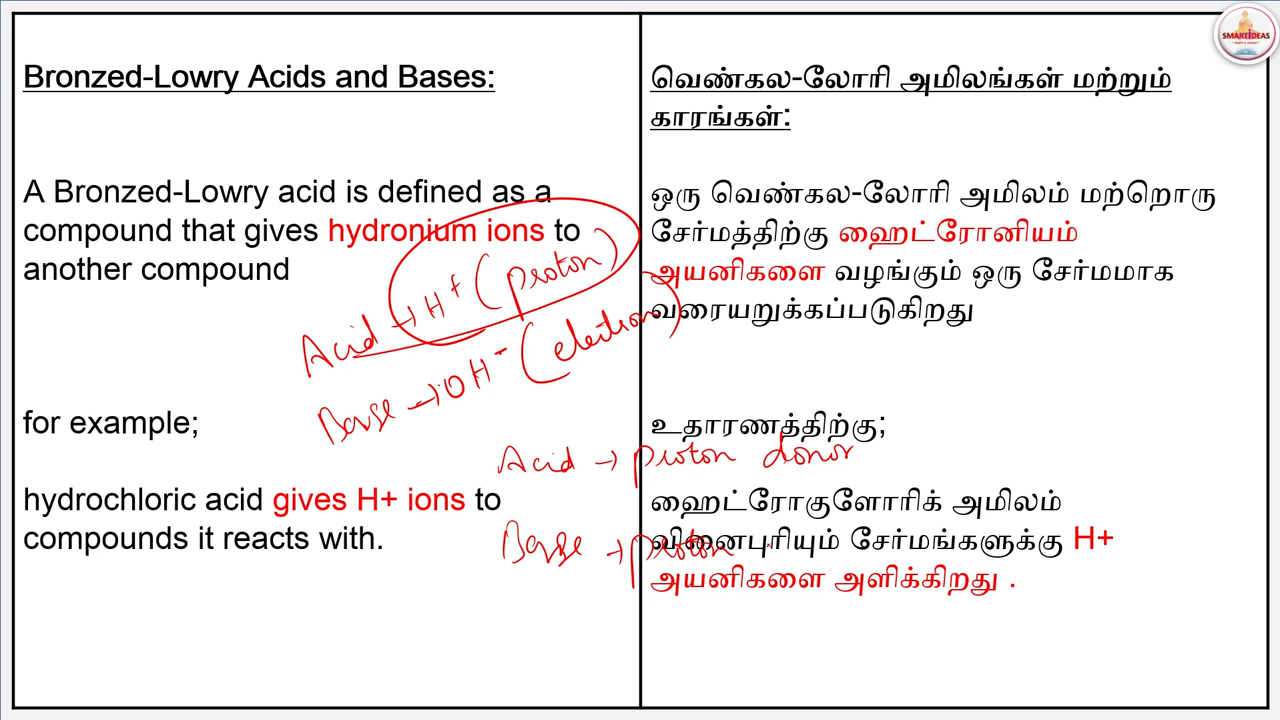 Bronzed-Lowry Acids and Bases:
A Bronzed-Lowry acid is defined as a
compound that gives hydronium ions to
another compound
Acid → H+ (proton)
Base → OH- (electron)
for example;
hydrochloric acid gives H+ ions to
compounds it reacts with.
வெண்கல-லோரி அமிலங்கள் மற்றும்
காரங்கள்:
ஒரு வெண்கல-லோரி அமிலம் மற்றொரு
சேர்மத்திற்கு ஹைட்ரோனியம்
அயனிகளை வழங்கும் ஒரு சேர்மமாக
வரையறுக்கப்படுகிறது
உதாரணத்திற்கு;
Acid → proton donor
ஹைட்ரோகுளோரிக் அமிலம்
வினைபுரியும் சேர்மங்களுக்கு H+
அயனிகளை அளிக்கிறது .
Base → proton
SMARTIDEAS